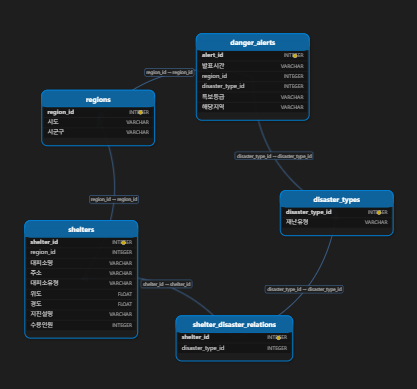 danger_alerts
alert_id INTEGER
발표시간 VARCHAR
region_id INTEGER
disaster_type_id INTEGER
특보등급 VARCHAR
해당지역 VARCHAR
region_id — region_id
regions
region_id INTEGER
시도 VARCHAR
시군구 VARCHAR
disaster_type_id — disaster_type_id
region_id — region_id
disaster_types
disaster_type_id INTEGER
재난유형 VARCHAR
shelters
shelter_id INTEGER
region_id INTEGER
대피소명 VARCHAR
주소 VARCHAR
대피소유형 VARCHAR
위도 FLOAT
경도 FLOAT
시설명 VARCHAR
수용인원 INTEGER
shelter_id — shelter_id
disaster_type_id — disaster_type_id
shelter_disaster_relations
shelter_id INTEGER
disaster_type_id INTEGER